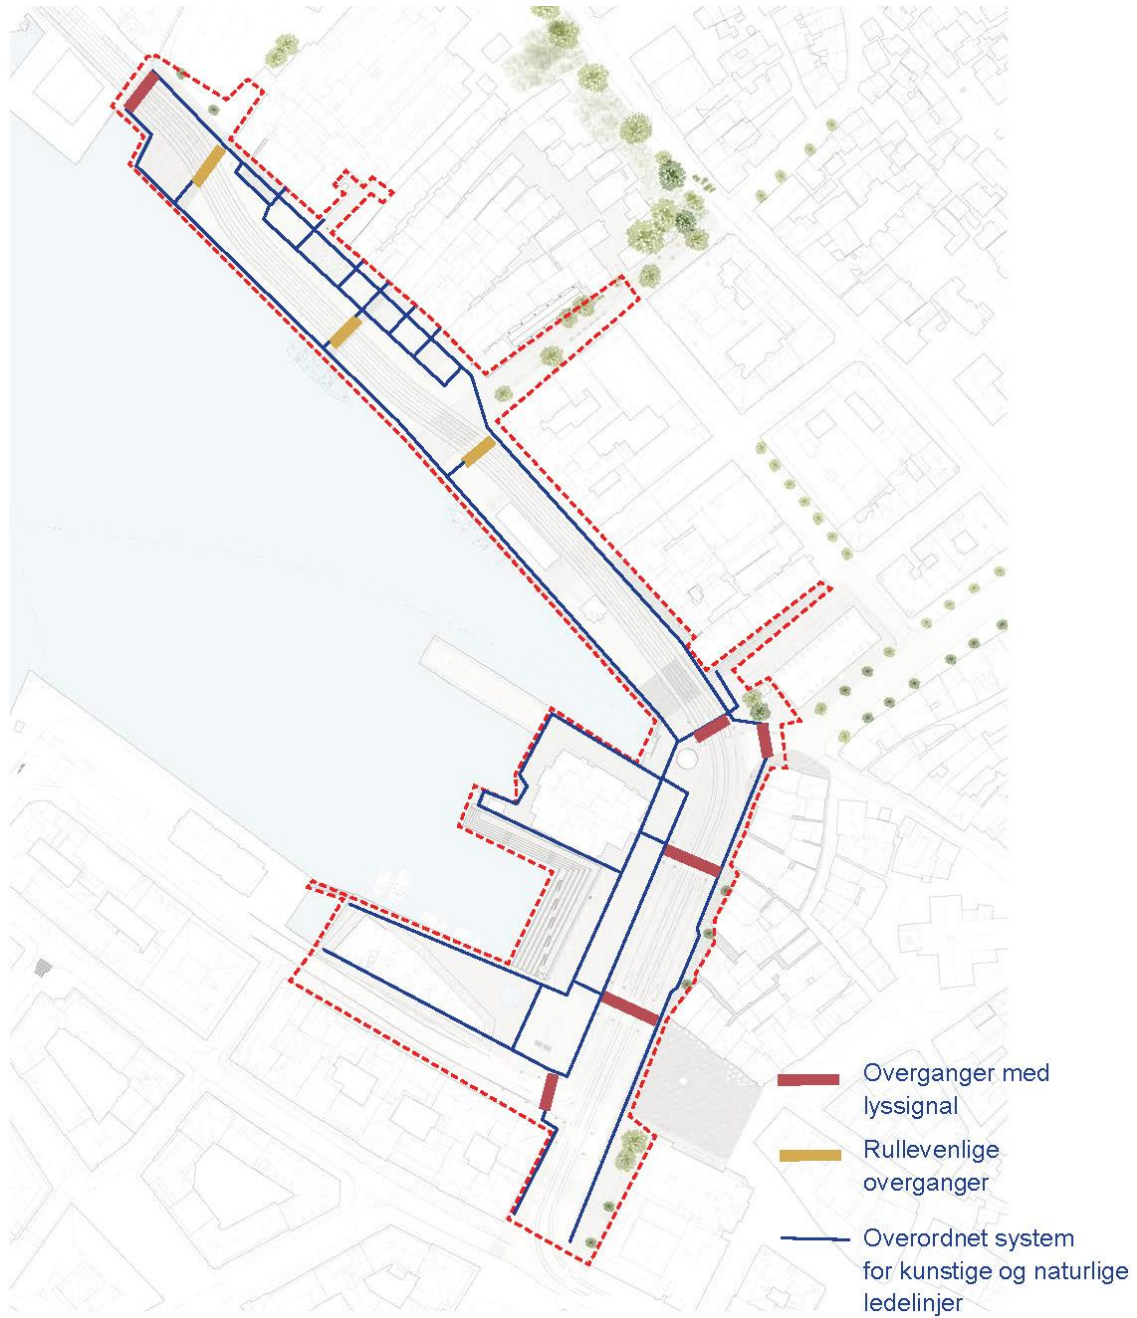 Overganger med
lyssignal
Rullevenlige
overganger
Overordnet system
for kunstige og naturlige
ledelinjer